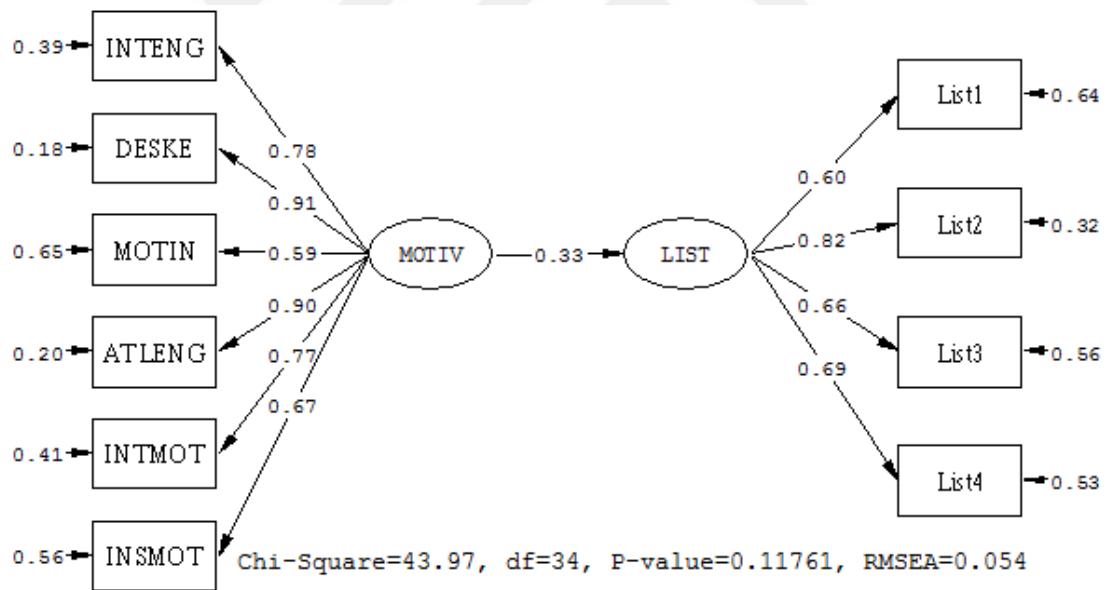 0.39 INTENG
0.18 DESKE
0.65 MOTIN
0.20 ATLENG
0.41 INTMOT
0.56 INSMOT
0.78
0.91
0.59
0.90
0.77
0.67
MOTIV 0.33 LIST
0.60
0.82
0.66
0.69
List1 0.64
List2 0.32
List3 0.56
List4 0.53
Chi-Square=43.97, df=34, P-value=0.11761, RMSEA=0.054